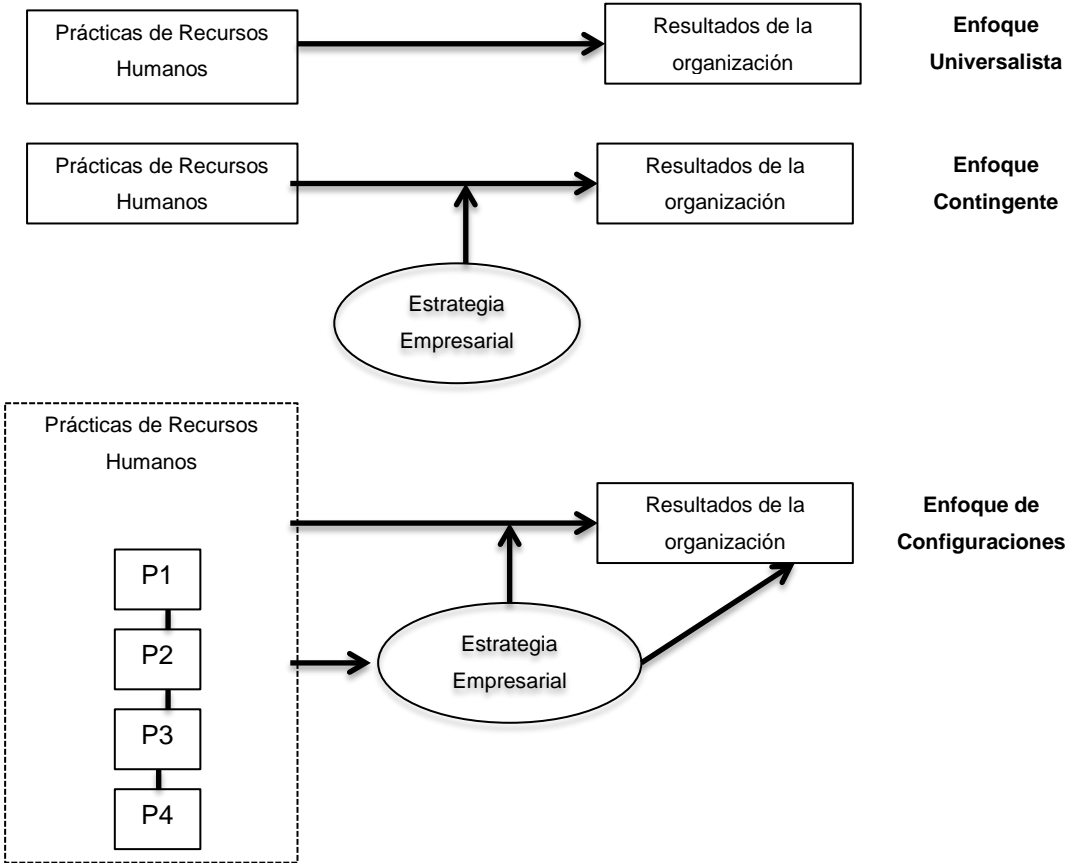 Prácticas de Recursos
Humanos
Resultados de la
organización
Enfoque
Universalista
Prácticas de Recursos
Humanos
Resultados de la
organización
Enfoque
Contingente
Estrategia
Empresarial
Prácticas de Recursos
Humanos
Resultados de la
organización
Enfoque de
Configuraciones
P1
P2
P3
P4
Estrategia
Empresarial